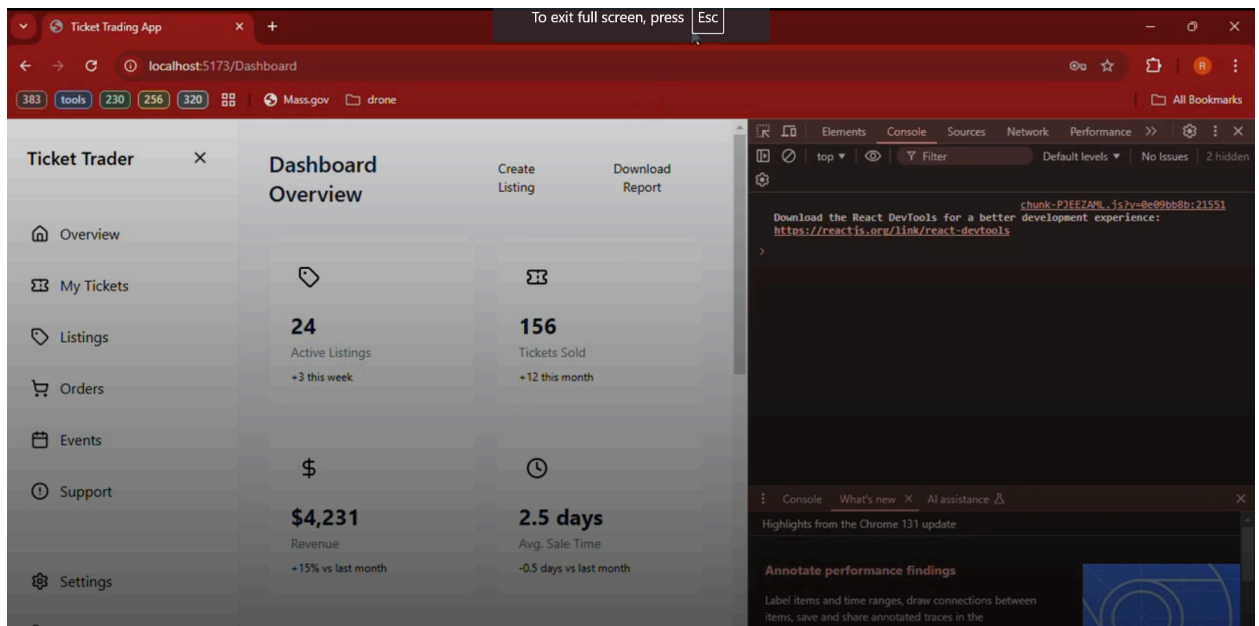 To exit full screen, press Esc
Ticket Trading App
localhost:5173/Dashboard
R
383 tools 230 256 320 Mass.gov drone All Bookmarks
Ticket Trader
Overview
My Tickets
Listings
Orders
Events
Support
Settings
Dashboard
Overview
Create
Listing
Download
Report
24
Active Listings
+3 this week
156
Tickets Sold
+12 this month
$4,231
Revenue
+15% vs last month
2.5 days
Avg. Sale Time
-0.5 days vs last month
Elements Console Sources Network Performance
top Filter Default levels No Issues 2 hidden
chunk-PJEEZAML.js?v=0e09bb8b:21551
Download the React DevTools for a better development experience:
https://reactjs.org/link/react-devtools
Console What's new AI assistance
Highlights from the Chrome 131 update
Annotate performance findings
Label items and time ranges, draw connections between
items, save and share annotated traces in the